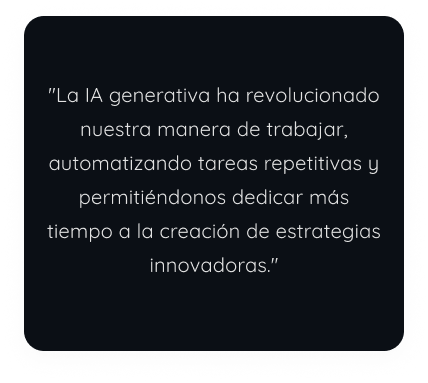 "La IA generativa ha revolucionado
nuestra manera de trabajar,
automatizando tareas repetitivas y
permitiéndonos dedicar más
tiempo a la creación de estrategias
innovadoras."